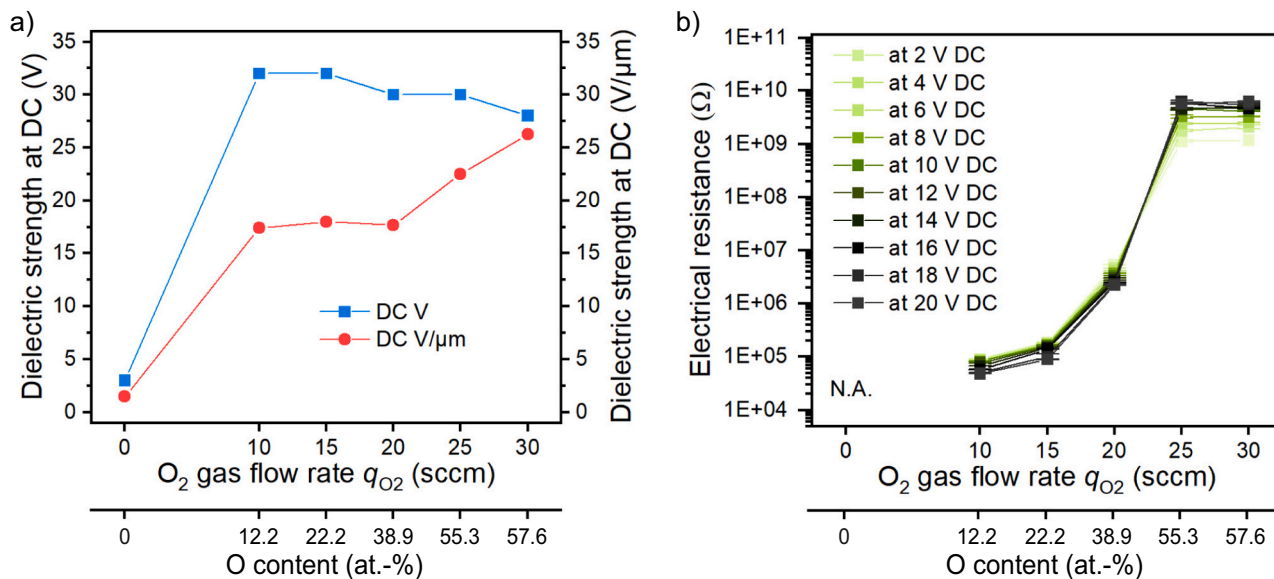 a)
Dielectric strength at DC (V)
35
30
25
20
15
10
5
0
DC V
DC V/µm
35
30
25
20
15
10
5
0
Dielectric strength at DC (V/µm)
0 10 15 20 25 30
O₂ gas flow rate qO2 (sccm)
0 12.2 22.2 38.9 55.3 57.6
O content (at.-%)
b)
Electrical resistance (Ω)
1E+11
1E+10
1E+09
1E+08
1E+07
1E+06
1E+05
1E+04
at 2 V DC
at 4 V DC
at 6 V DC
at 8 V DC
at 10 V DC
at 12 V DC
at 14 V DC
at 16 V DC
at 18 V DC
at 20 V DC
N.A.
0 10 15 20 25 30
O₂ gas flow rate qO2 (sccm)
0 12.2 22.2 38.9 55.3 57.6
O content (at.-%)